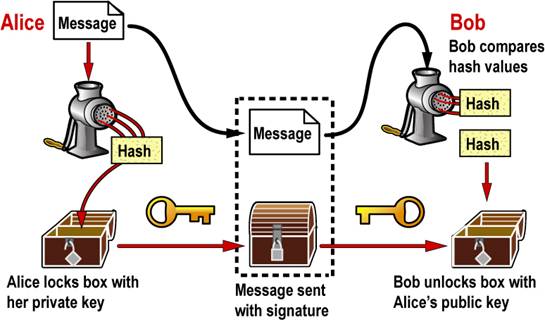 Alice
Message
Bob
Bob compares
hash values
Hash
Message
Hash
Hash
Alice locks box with
her private key
Message sent
with signature
Bob unlocks box with
Alice's public key